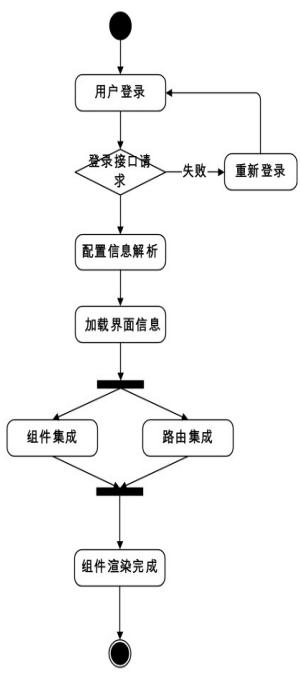 用户登录
登录接口请
求
失败
重新登录
配置信息解析
加载界面信息
组件集成
路由集成
组件渲染完成